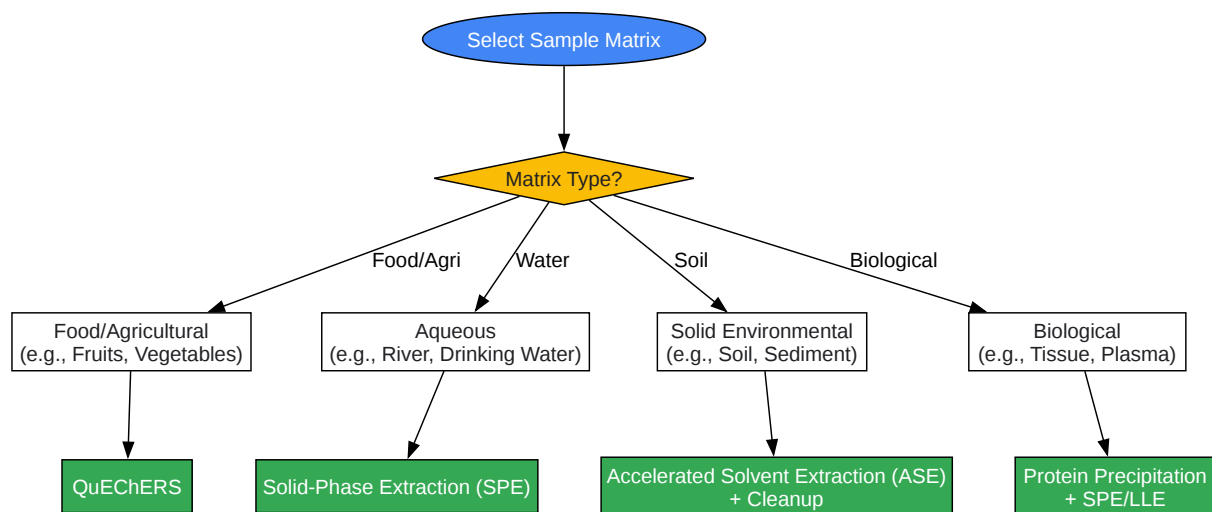 Select Sample Matrix
Matrix Type?
Food/Agri
Water
Soil
Biological
Food/Agricultural
(e.g., Fruits, Vegetables)
Aqueous
(e.g., River, Drinking Water)
Solid Environmental
(e.g., Soil, Sediment)
Biological
(e.g., Tissue, Plasma)
QuEChERS
Solid-Phase Extraction (SPE)
Accelerated Solvent Extraction (ASE)
+ Cleanup
Protein Precipitation
+ SPE/LLE